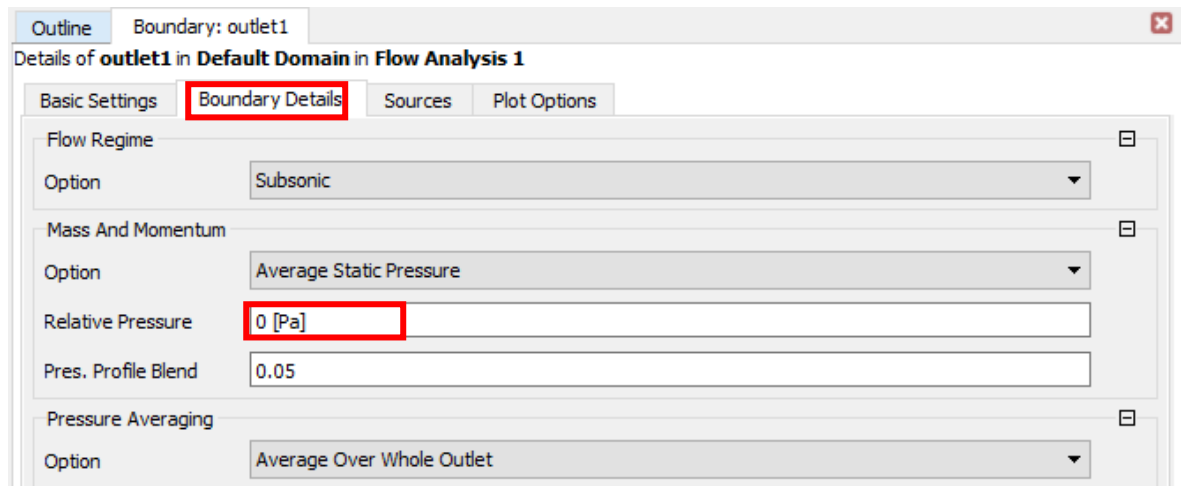 Outline Boundary: outlet1
Details of outlet1 in Default Domain in Flow Analysis 1
Basic Settings Boundary Details Sources Plot Options
Flow Regime
Option Subsonic
Mass And Momentum
Option Average Static Pressure
Relative Pressure 0 [Pa]
Pres. Profile Blend 0.05
Pressure Averaging
Option Average Over Whole Outlet